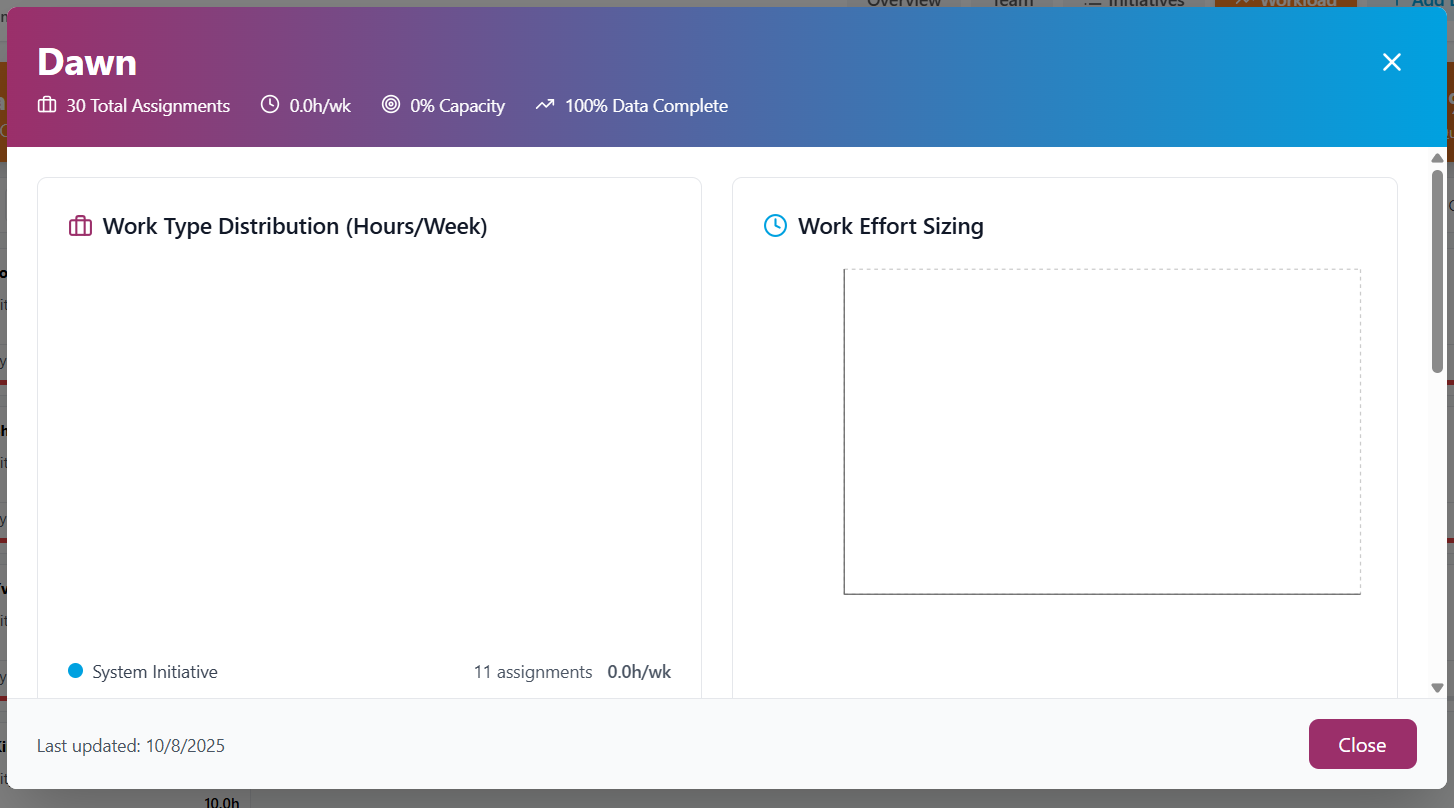 Overview Team Initiatives Workload Add
Dawn
30 Total Assignments 0.0h/wk 0% Capacity 100% Data Complete
Work Type Distribution (Hours/Week)
Work Effort Sizing
System Initiative 11 assignments 0.0h/wk
Last updated: 10/8/2025
Close
10.0h